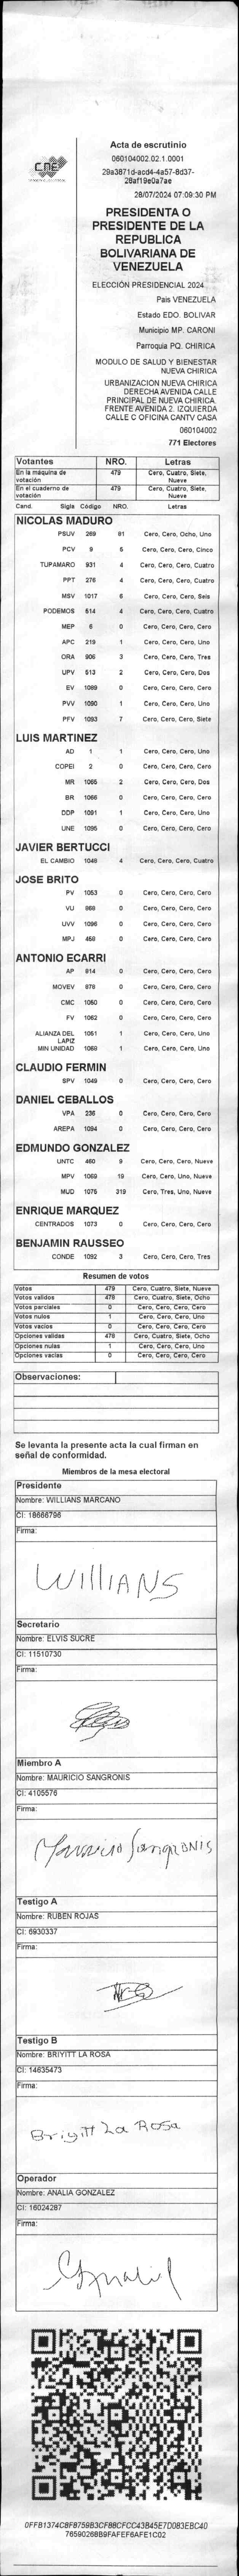 CNE
Acta de escrutinio
060104002.02.1.0001
29a3871d-acd4-4a57-8d37-
28af19e0a7ae
28/07/2024 07:09:30 PM
PRESIDENTA O
PRESIDENTE DE LA
REPUBLICA
BOLIVARIANA DE
VENEZUELA
ELECCIÓN PRESIDENCIAL 2024
Pais VENEZUELA
Estado EDO. BOLIVAR
Municipio MP. CARONI
Parroquia PQ. CHIRICA
MODULO DE SALUD Y BIENESTAR
NUEVA CHIRICA
URBANIZACION NUEVA CHIRICA
DERECHA AVENIDA CALLE
PRINCIPAL DE NUEVA CHIRICA.
FRENTE AVENIDA 2. IZQUIERDA
CALLE C OFICINA CANTV CASA
060104002
771 Electores
Votantes NRO. Letras
En la máquina de votación 479 Cero, Cuatro, Siete, Nueve
En el cuaderno de votación 479 Cero, Cuatro, Siete, Nueve
Cand. Sigla Código NRO. Letras
NICOLAS MADURO
PSUV 269 81 Cero, Cero, Ocho, Uno
PCV 9 5 Cero, Cero, Cero, Cinco
TUPAMARO 931 4 Cero, Cero, Cero, Cuatro
PPT 276 4 Cero, Cero, Cero, Cuatro
MSV 1017 6 Cero, Cero, Cero, Seis
PODEMOS 514 4 Cero, Cero, Cero, Cuatro
MEP 6 0 Cero, Cero, Cero, Cero
APC 219 1 Cero, Cero, Cero, Uno
ORA 906 3 Cero, Cero, Cero, Tres
UPV 513 2 Cero, Cero, Cero, Dos
EV 1089 0 Cero, Cero, Cero, Cero
PVV 1090 1 Cero, Cero, Cero, Uno
PFV 1093 7 Cero, Cero, Cero, Siete
LUIS MARTINEZ
AD 1 1 Cero, Cero, Cero, Uno
COPEI 2 0 Cero, Cero, Cero, Cero
MR 1065 2 Cero, Cero, Cero, Dos
BR 1066 0 Cero, Cero, Cero, Cero
DDP 1091 1 Cero, Cero, Cero, Uno
UNE 1095 0 Cero, Cero, Cero, Cero
JAVIER BERTUCCI
EL CAMBIO 1048 4 Cero, Cero, Cero, Cuatro
JOSE BRITO
PV 1053 0 Cero, Cero, Cero, Cero
VU 868 0 Cero, Cero, Cero, Cero
UVV 1096 0 Cero, Cero, Cero, Cero
MPJ 458 0 Cero, Cero, Cero, Cero
ANTONIO ECARRI
AP 814 0 Cero, Cero, Cero, Cero
MOVEV 878 0 Cero, Cero, Cero, Cero
CMC 1050 0 Cero, Cero, Cero, Cero
FV 1062 0 Cero, Cero, Cero, Cero
ALIANZA DEL LAPIZ 1051 1 Cero, Cero, Cero, Uno
MIN UNIDAD 1068 1 Cero, Cero, Cero, Uno
CLAUDIO FERMIN
SPV 1049 0 Cero, Cero, Cero, Cero
DANIEL CEBALLOS
VPA 236 0 Cero, Cero, Cero, Cero
AREPA 1094 0 Cero, Cero, Cero, Cero
EDMUNDO GONZALEZ
UNTC 460 9 Cero, Cero, Cero, Nueve
MPV 1069 19 Cero, Cero, Uno, Nueve
MUD 1075 319 Cero, Tres, Uno, Nueve
ENRIQUE MARQUEZ
CENTRADOS 1073 0 Cero, Cero, Cero, Cero
BENJAMIN RAUSSEO
CONDE 1092 3 Cero, Cero, Cero, Tres
Resumen de votos
Votos 479 Cero, Cuatro, Siete, Nueve
Votos validos 478 Cero, Cuatro, Siete, Ocho
Votos parciales 0 Cero, Cero, Cero, Cero
Votos nulos 1 Cero, Cero, Cero, Uno
Votos vacios 0 Cero, Cero, Cero, Cero
Opciones validas 478 Cero, Cuatro, Siete, Ocho
Opciones nulas 1 Cero, Cero, Cero, Uno
Opciones vacias 0 Cero, Cero, Cero, Cero
Observaciones:
Se levanta la presente acta la cual firman en
señal de conformidad.
Miembros de la mesa electoral
Presidente
Nombre: WILLIANS MARCANO
CI: 18666796
Firma:
WILLIANS
Secretario
Nombre: ELVIS SUCRE
CI: 11510730
Firma:
Miembro A
Nombre: MAURICIO SANGRONIS
CI: 4105576
Firma:
Mauricio Sangronis
Testigo A
Nombre: RUBEN ROJAS
CI: 6930337
Firma:
Testigo B
Nombre: BRIYITT LA ROSA
CI: 14635473
Firma:
Briyitt La Rosa
Operador
Nombre: ANALIA GONZALEZ
CI: 16024287
Firma:
0FFB1374C8F8759B3CF88CFCC43B45E7D083EBC40
7659026BB9FAFEF6AFE1C02